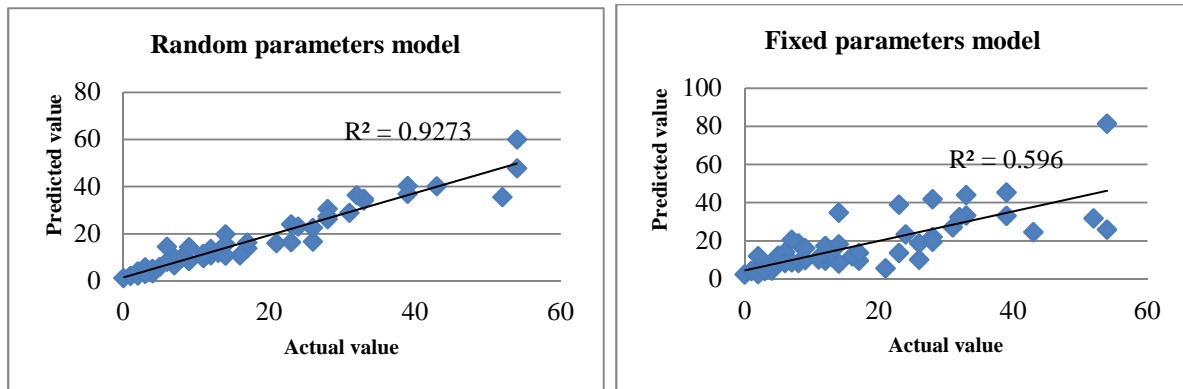 Random parameters model
Predicted value
80
60
40
20
0
R² = 0.9273
0
20
40
60
Actual value
Fixed parameters model
Predicted value
100
80
60
40
20
0
R² = 0.596
0
20
40
60
Actual value